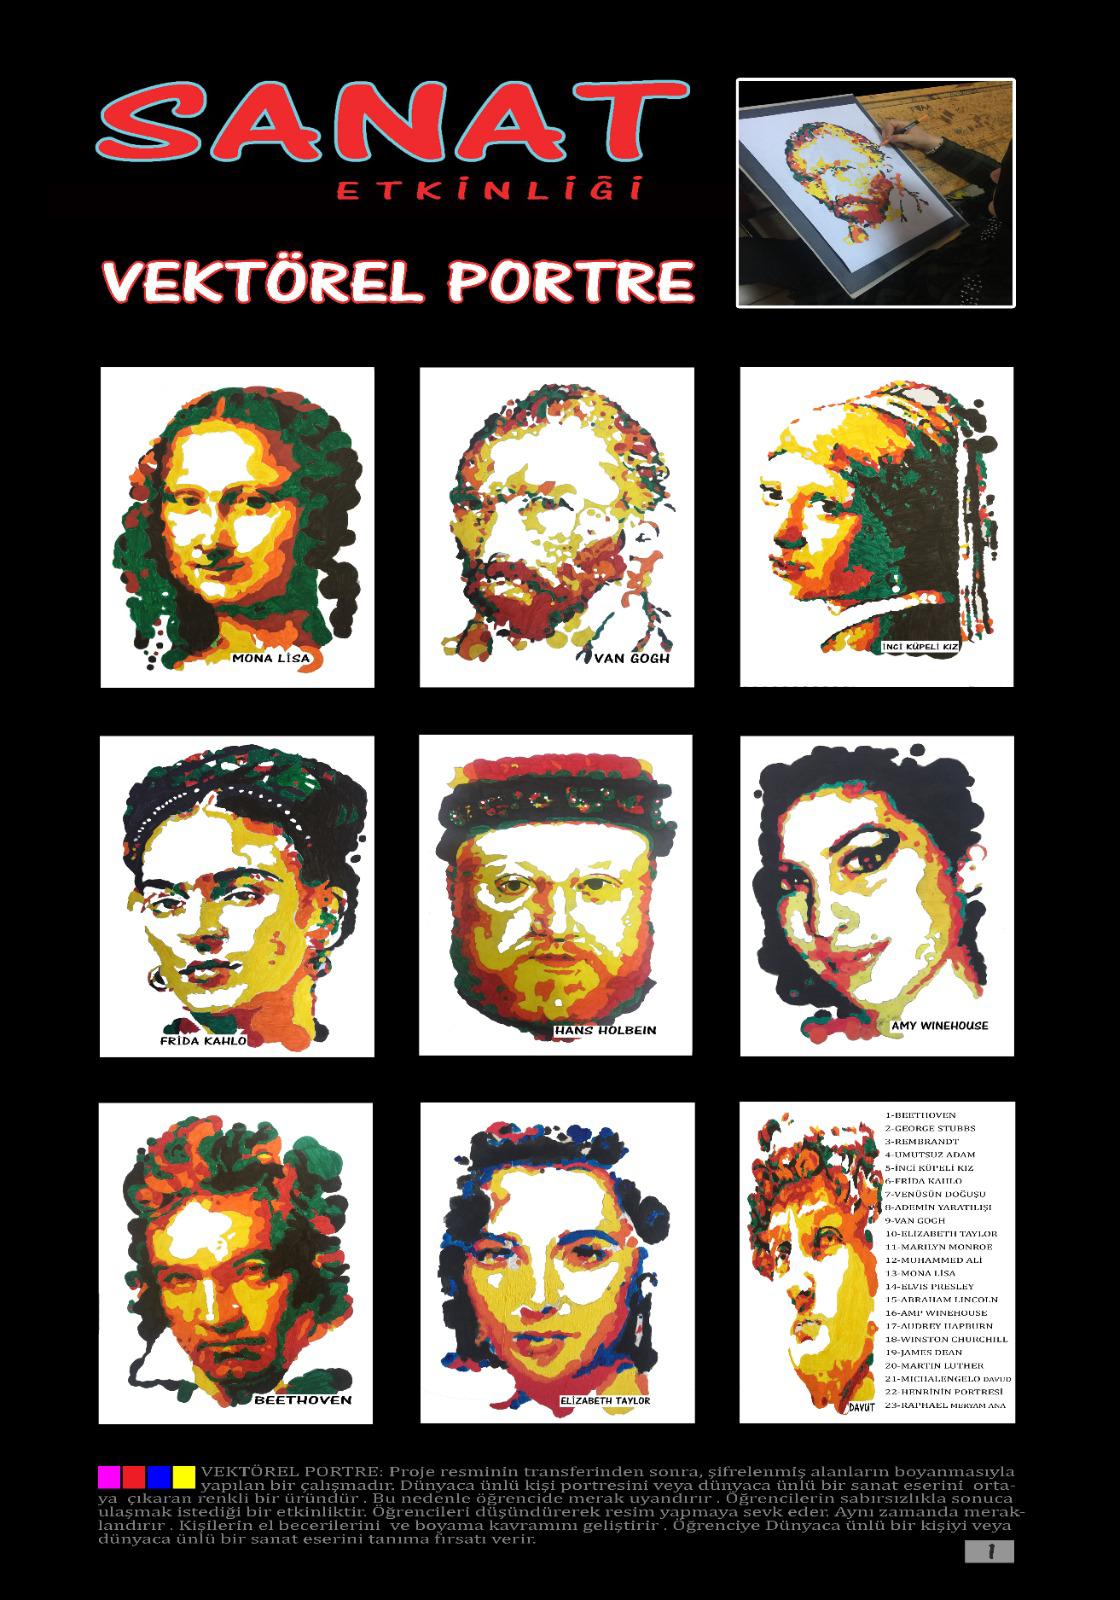 SANAT
ETKİNLİĞİ
VEKTÖREL PORTRE
MONA LİSA
VAN GOGH
İNCİ KÜPELİ KIZ
FRİDA KAHLO
HANS HOLBEIN
AMY WINEHOUSE
BEETHOVEN
ELİZABETH TAYLOR
DAVUT
1-BEETHOVEN
2-GEORGE STUBBS
3-REMBRANDT
4-UMUTSUZ ADAM
5-İNCİ KÜPELİ KIZ
6-FRİDA KAHLO
7-VENÜSÜN DOĞUŞU
8-ADEMİN YARATILIŞI
9-VAN GOGH
10-ELIZABETH TAYLOR
11-MARILYN MONROE
12-MUHAMMED ALİ
13-MONA LİSA
14-ELVIS PRESLEY
15-ABRAHAM LINCOLN
16-AMP WINEHOUSE
17-AUDREY HAPBURN
18-WINSTON CHURCHILL
19-JAMES DEAN
20-MARTIN LUTHER
21-MICHALENGELO DAVUD
22-HENRİNİN PORTRESİ
23-RAPHAEL MERYAM ANA
VEKTÖREL PORTRE: Proje resminin transferinden sonra, şifrelenmiş alanların boyanmasıyla
yapılan bir çalışmadır. Dünyaca ünlü kişi portresini veya dünyaca ünlü bir sanat eserini orta-
ya çıkaran renkli bir üründür . Bu nedenle öğrencide merak uyandırır . Öğrencilerin sabırsızlıkla sonuca
ulaşmak istediği bir etkinliktir. Öğrencileri düşündürerek resim yapmaya sevk eder. Aynı zamanda merak-
landırır . Kişilerin el becerilerini ve boyama kavramını geliştirir . Öğrenciye Dünyaca ünlü bir kişiyi veya
dünyaca ünlü bir sanat eserini tanıma fırsatı verir.
1